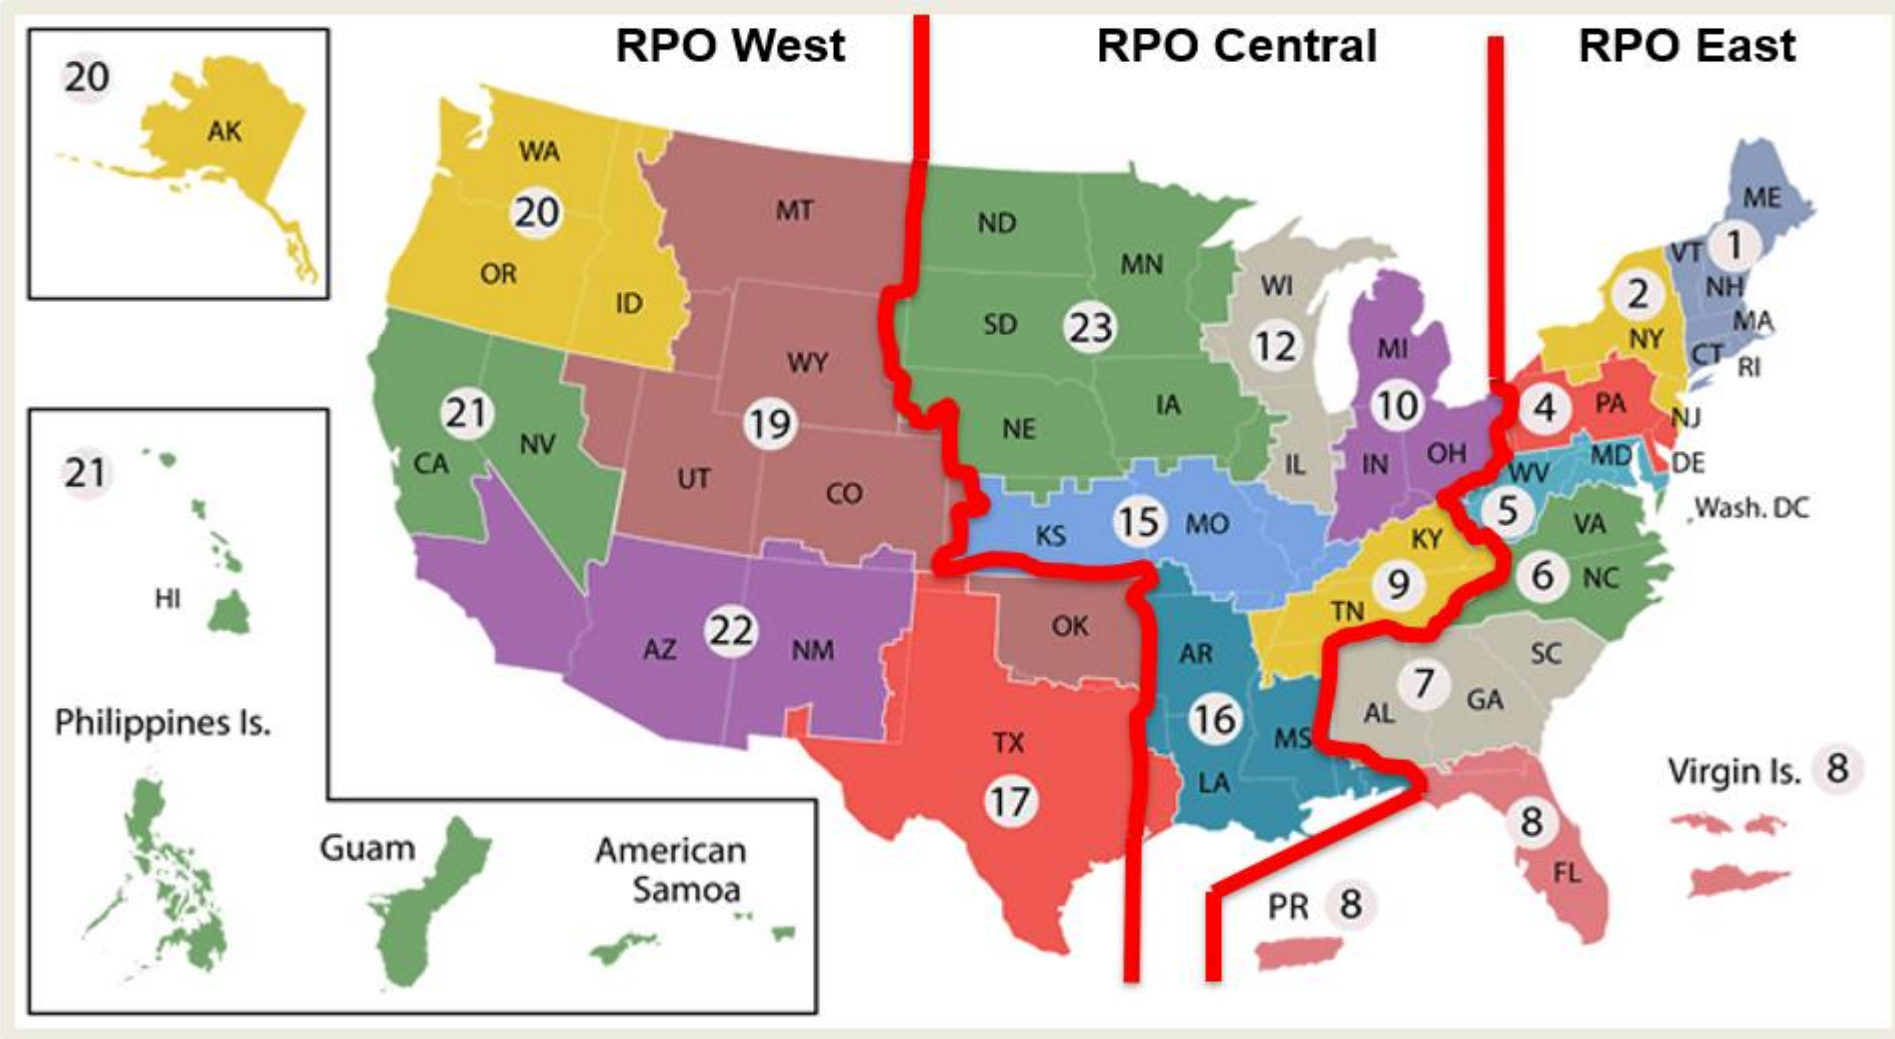 RPO West
RPO Central
RPO East
20
AK
21
HI
Philippines Is.
Guam
American
Samoa
WA
20
OR
ID
MT
WY
19
UT
CO
21
CA
NV
AZ
22
NM
OK
TX
17
ND
MN
SD
23
NE
IA
WI
12
IL
MI
10
IN
OH
KS
15
MO
KY
9
TN
AR
16
MS
LA
ME
1
VT
NH
MA
CT
RI
2
NY
4
PA
NJ
DE
MD
WV
5
Wash. DC
VA
6
NC
SC
7
AL
GA
8
FL
Virgin Is. 8
PR 8